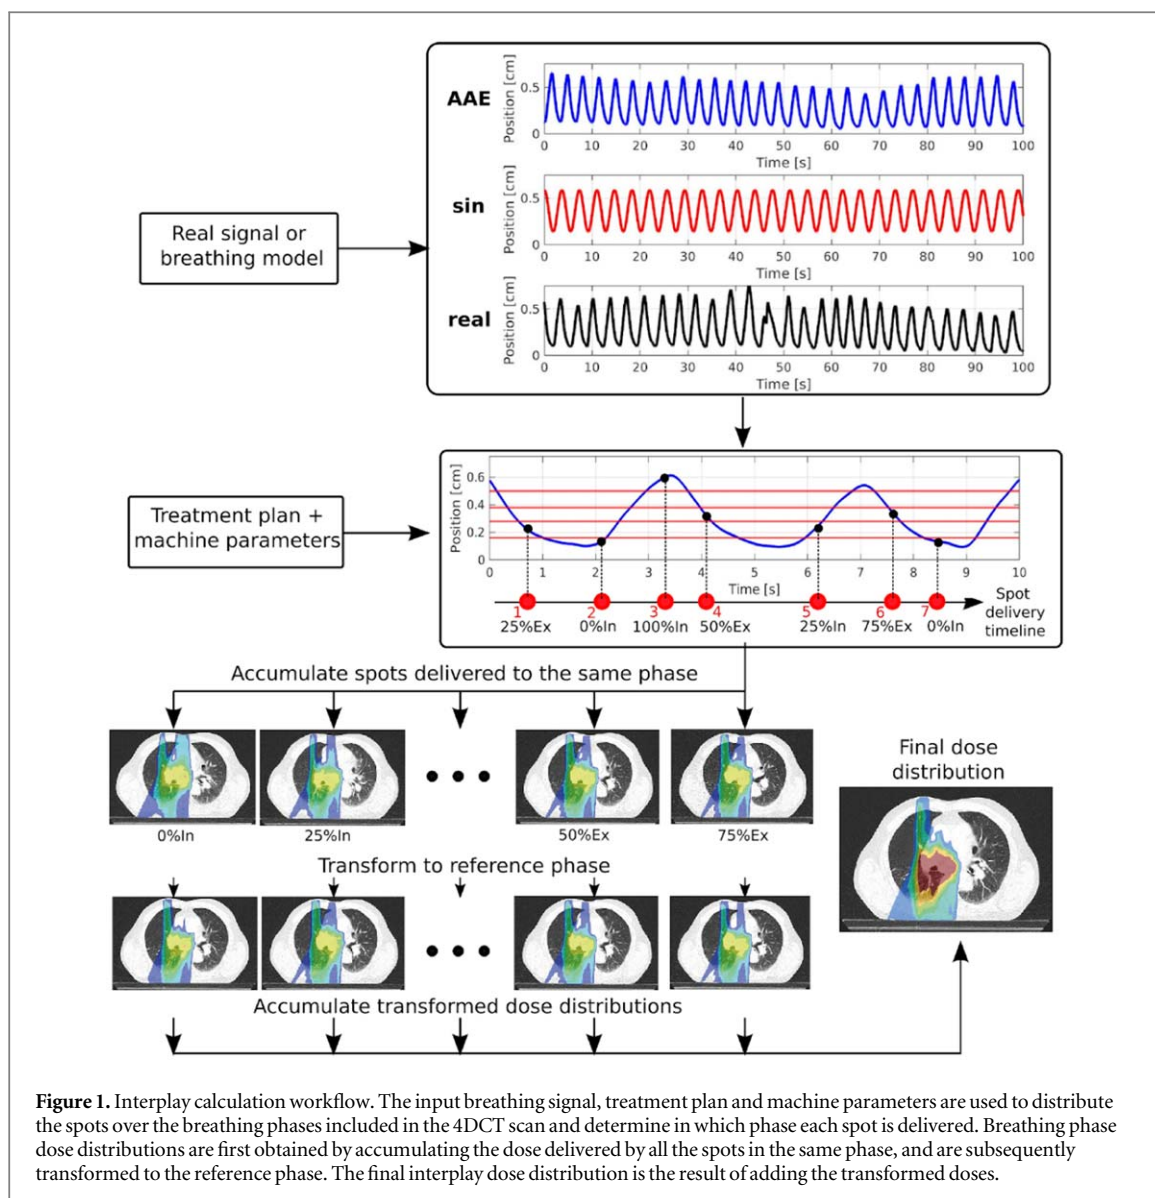 AAE
Position [cm]
0.5
0
0 10 20 30 40 50 60 70 80 90 100
Time [s]
sin
Position [cm]
0.5
0
0 10 20 30 40 50 60 70 80 90 100
Time [s]
Real signal or
breathing model
real
Position [cm]
0.5
0
0 10 20 30 40 50 60 70 80 90 100
Time [s]
Treatment plan +
machine parameters
Position [cm]
0.6
0.4
0.2
0
0 1 2 3 4 5 6 7 8 9 10
Time [s]
Spot
delivery
timeline
1 2 3 4 5 6 7
25%Ex 0%In 100%In 50%Ex 25%In 75%Ex 0%In
Accumulate spots delivered to the same phase
0%In 25%In 50%Ex 75%Ex
Final dose
distribution
Transform to reference phase
Accumulate transformed dose distributions
Figure 1. Interplay calculation workflow. The input breathing signal, treatment plan and machine parameters are used to distribute
the spots over the breathing phases included in the 4DCT scan and determine in which phase each spot is delivered. Breathing phase
dose distributions are first obtained by accumulating the dose delivered by all the spots in the same phase, and are subsequently
transformed to the reference phase. The final interplay dose distribution is the result of adding the transformed doses.